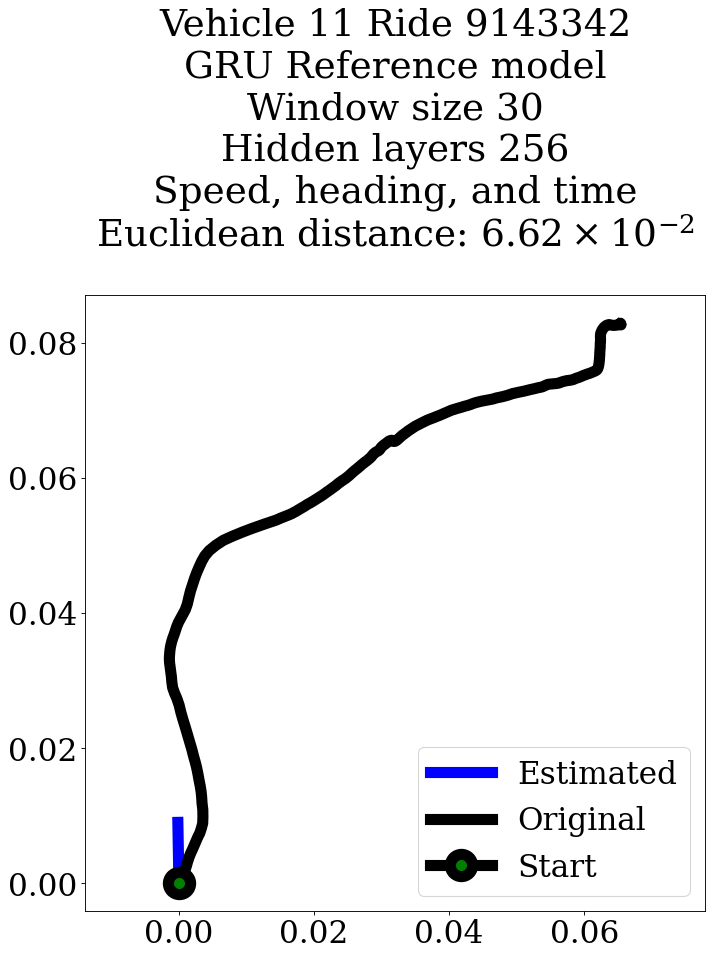 Vehicle 11 Ride 9143342
GRU Reference model
Window size 30
Hidden layers 256
Speed, heading, and time
Euclidean distance: 6.62 × 10⁻²
0.08
0.06
0.04
0.02
0.00
Estimated
Original
Start
0.00 0.02 0.04 0.06